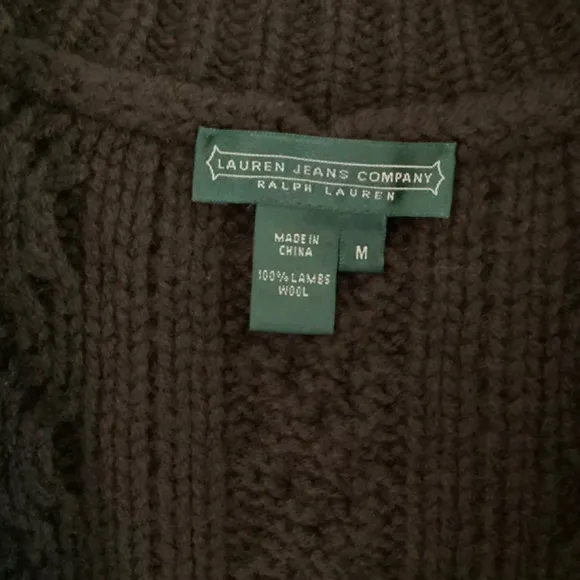 LAUREN JEANS COMPANY
RALPH LAUREN
MADE IN
CHINA
M
100% LAMBS
WOOL